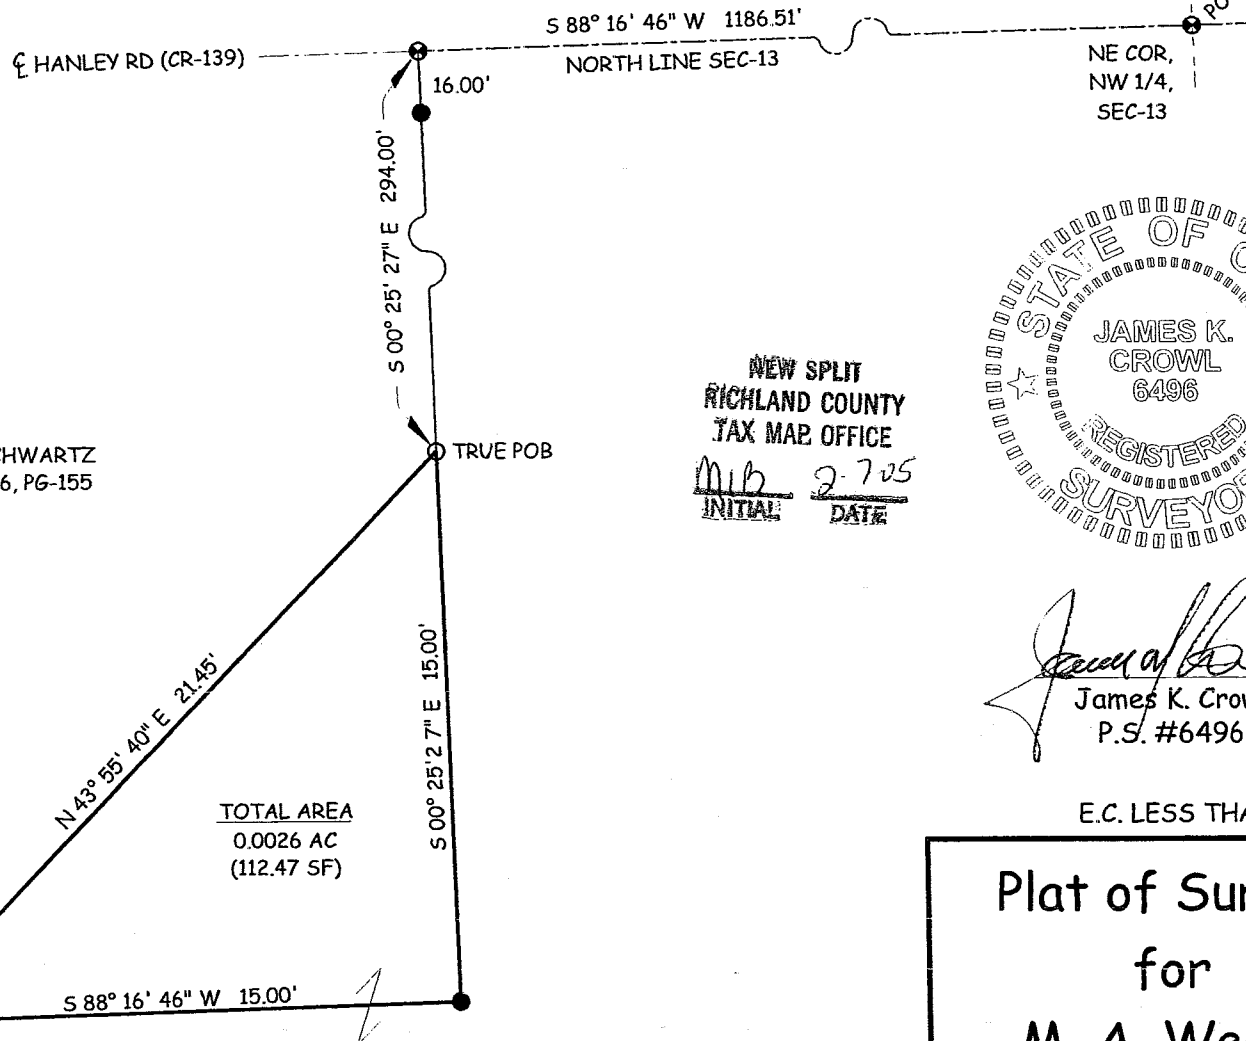 S 88° 16' 46" W 1186.51'
℄ HANLEY RD (CR-139)
NORTH LINE SEC-13
NE COR,
NW 1/4,
SEC-13
16.00'
S 00° 25' 27" E 294.00'
STATE OF O
JAMES K.
CROWL
6496
REGISTERED
SURVEYOR
NEW SPLIT
RICHLAND COUNTY
TAX MAP OFFICE
MIB 2-7-05
INITIAL DATE
CHWARTZ
6, PG-155
TRUE POB
N 43° 55' 40" E 21.45'
S 00° 25'2 7" E 15.00'
James K. Crow
P.S. #6496
TOTAL AREA
0.0026 AC
(112.47 SF)
E.C. LESS THA
Plat of Sur
for
M. A. We
S 88° 16' 46" W 15.00'